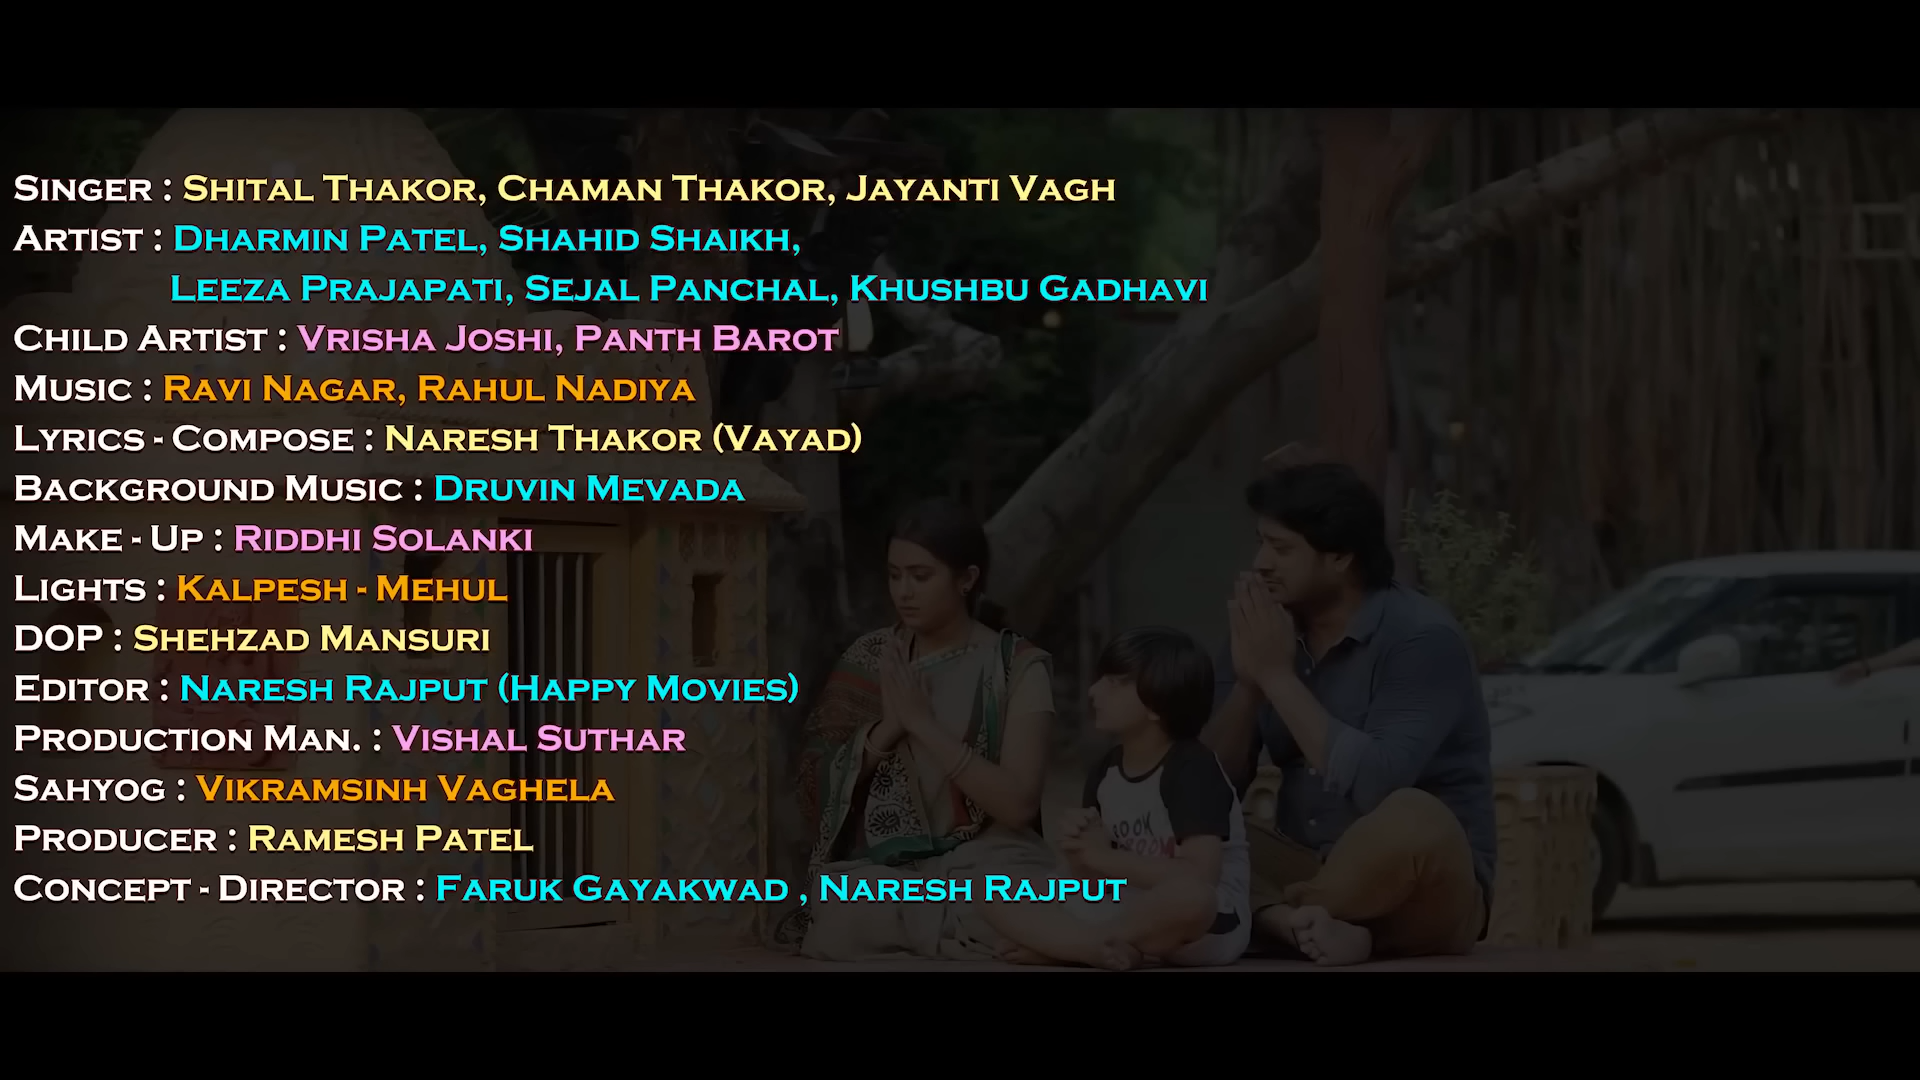 Singer : Shital Thakor, Chaman Thakor, Jayanti Vagh
Artist : Dharmin Patel, Shahid Shaikh,
Leeza Prajapati, Sejal Panchal, Khushbu Gadhavi
Child Artist : Vrisha Joshi, Panth Barot
Music : Ravi Nagar, Rahul Nadiya
Lyrics - Compose : Naresh Thakor (Vayad)
Background Music : Druvin Mevada
Make - Up : Riddhi Solanki
Lights : Kalpesh - Mehul
DOP : Shehzad Mansuri
Editor : Naresh Rajput (Happy Movies)
Production Man. : Vishal Suthar
Sahyog : Vikramsinh Vaghela
Producer : Ramesh Patel
Concept - Director : Faruk Gayakwad , Naresh Rajput